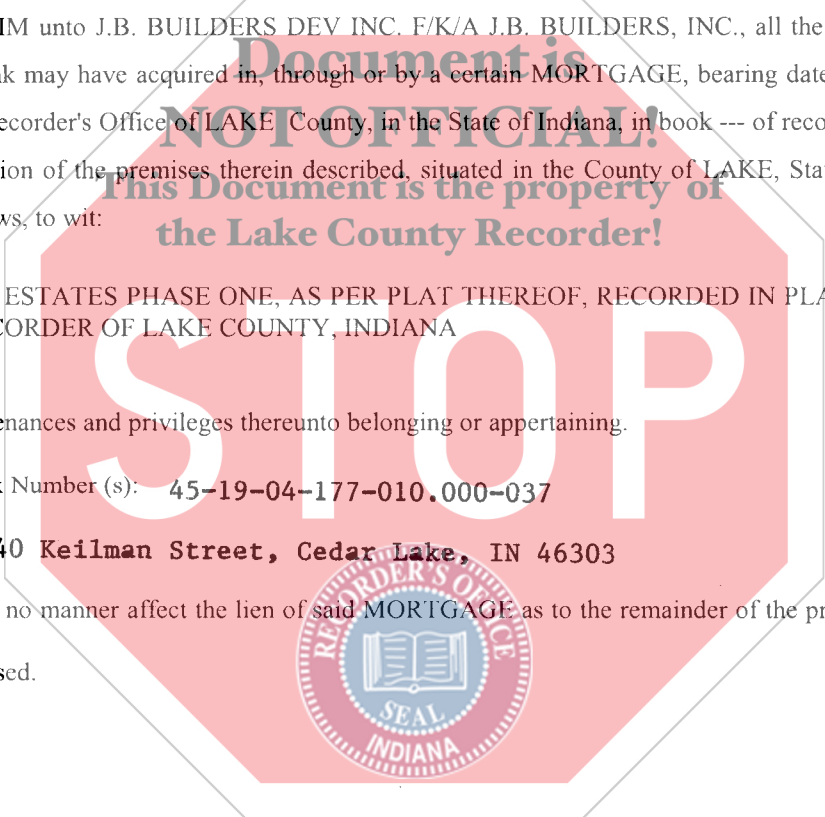 IM unto J.B. BUILDERS DEV INC. F/K/A J.B. BUILDERS, INC., all the
Document is
may have acquired in, through or by a certain MORTGAGE, bearing date
NOT OFFICIAL!
ecorder's Office of LAKE County, in the State of Indiana, in book --- of reco
ion of the premises therein described, situated in the County of LAKE, Sta
This Document is the property of
ws, to wit:
the Lake County Recorder!
ESTATES PHASE ONE, AS PER PLAT THEREOF, RECORDED IN PLA
CORDER OF LAKE COUNTY, INDIANA
STOP
enances and privileges thereunto belonging or appertaining.
Number (s): 45-19-04-177-010.000-037
40 Keilman Street, Cedar Lake, IN 46303
no manner affect the lien of said MORTGAGE as to the remainder of the pr
sed.
RECORDER'S OFFICE
SEAL
INDIANA